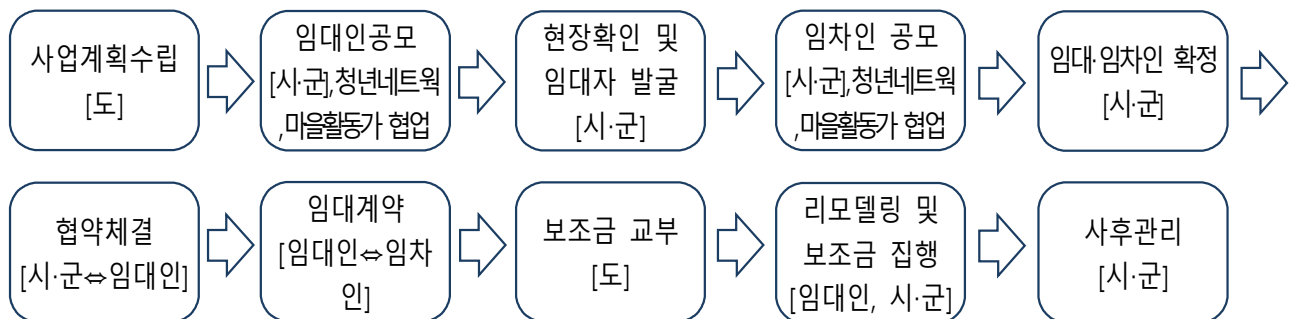 사업계획수립
[도]
임대인공모
[시·군],청년네트웍
,마을활동가 협업
현장확인 및
임대자 발굴
[시·군]
임차인 공모
[시·군],청년네트웍
,마을활동가 협업
임대·임차인 확정
[시·군]
협약체결
[시·군⇔임대인]
임대계약
[임대인⇔임차
인]
보조금 교부
[도]
리모델링 및
보조금 집행
[임대인, 시·군]
사후관리
[시·군]